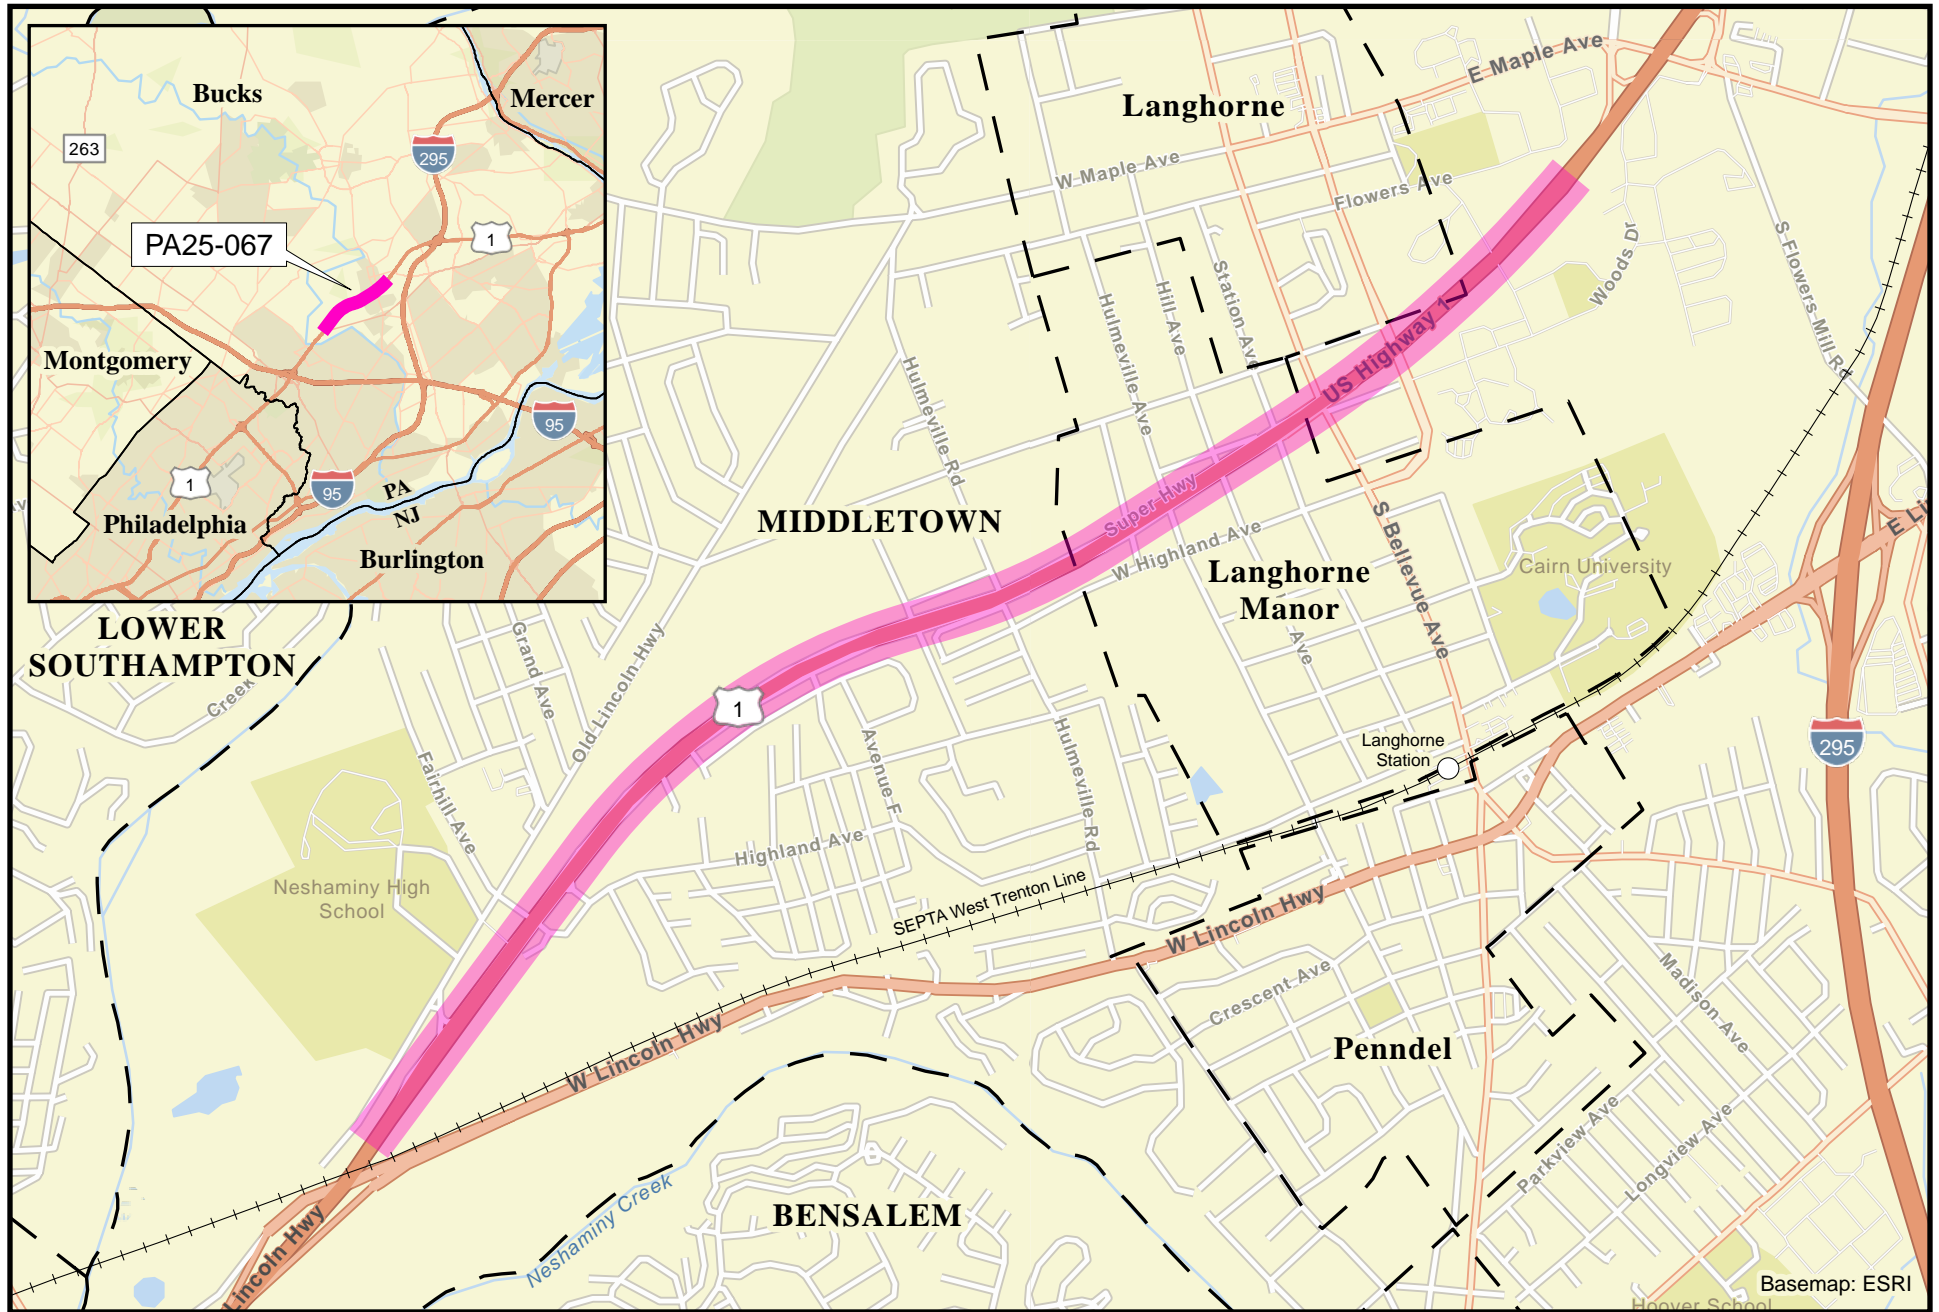 Bucks
Mercer
263
295
PA25-067
1
Montgomery
95
1
95
PA
NJ
Philadelphia
Burlington
E Maple Ave
Langhorne
W Maple Ave
Flowers Ave
Woods Dr
S Flowers Mill Rd
Station Ave
Hill Ave
Hulmeville Ave
US Highway 1
Hulmeville Rd
Super Hwy
MIDDLETOWN
W Highland Ave
S Bellevue Ave
E Li
Cairn University
Langhorne
Manor
Ave
LOWER
SOUTHAMPTON
Creek
Grand Ave
Old Lincoln Hwy
1
Fairhill Ave
Avenue F
Hulmeville Rd
Langhorne
Station
295
Highland Ave
Neshaminy High
School
SEPTA West Trenton Line
W Lincoln Hwy
Crescent Ave
Madison Ave
W Lincoln Hwy
Penndel
Parkview Ave
Longview Ave
Neshaminy Creek
BENSALEM
Lincoln Hwy
Basemap: ESRI
Hoover School